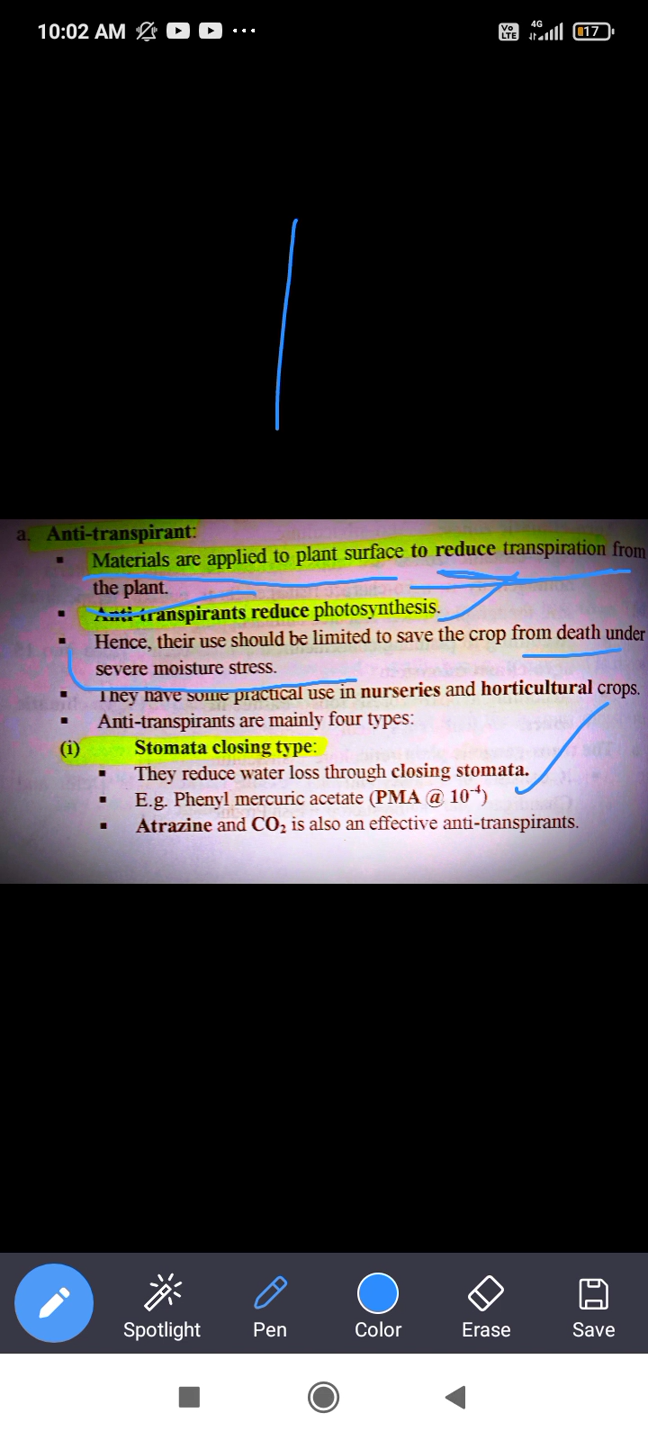 10:02 AM
Vo LTE 4G 17
a. Anti-transpirant:
▪ Materials are applied to plant surface to reduce transpiration from
the plant.
▪ Anti-transpirants reduce photosynthesis.
▪ Hence, their use should be limited to save the crop from death under
severe moisture stress.
▪ They have some practical use in nurseries and horticultural crops.
▪ Anti-transpirants are mainly four types:
(i) Stomata closing type:
▪ They reduce water loss through closing stomata.
▪ E.g. Phenyl mercuric acetate (PMA @ 10⁻⁴)
▪ Atrazine and CO₂ is also an effective anti-transpirants.
Spotlight Pen Color Erase Save